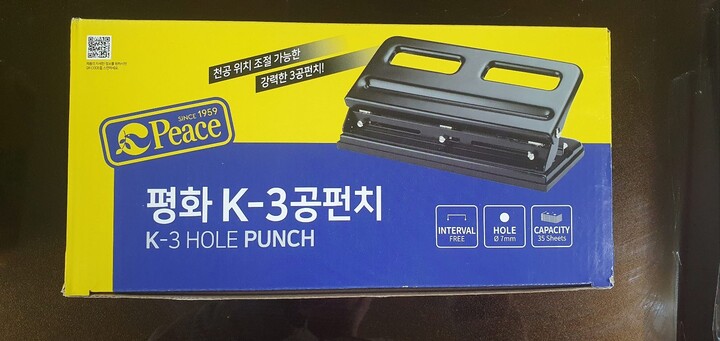 천공 위치 조절 가능한
강력한 3공펀치!
SINCE 1959
Peace
평화 K-3공펀치
K-3 HOLE PUNCH
INTERVAL
FREE
HOLE
Ø 7mm
CAPACITY
35 Sheets